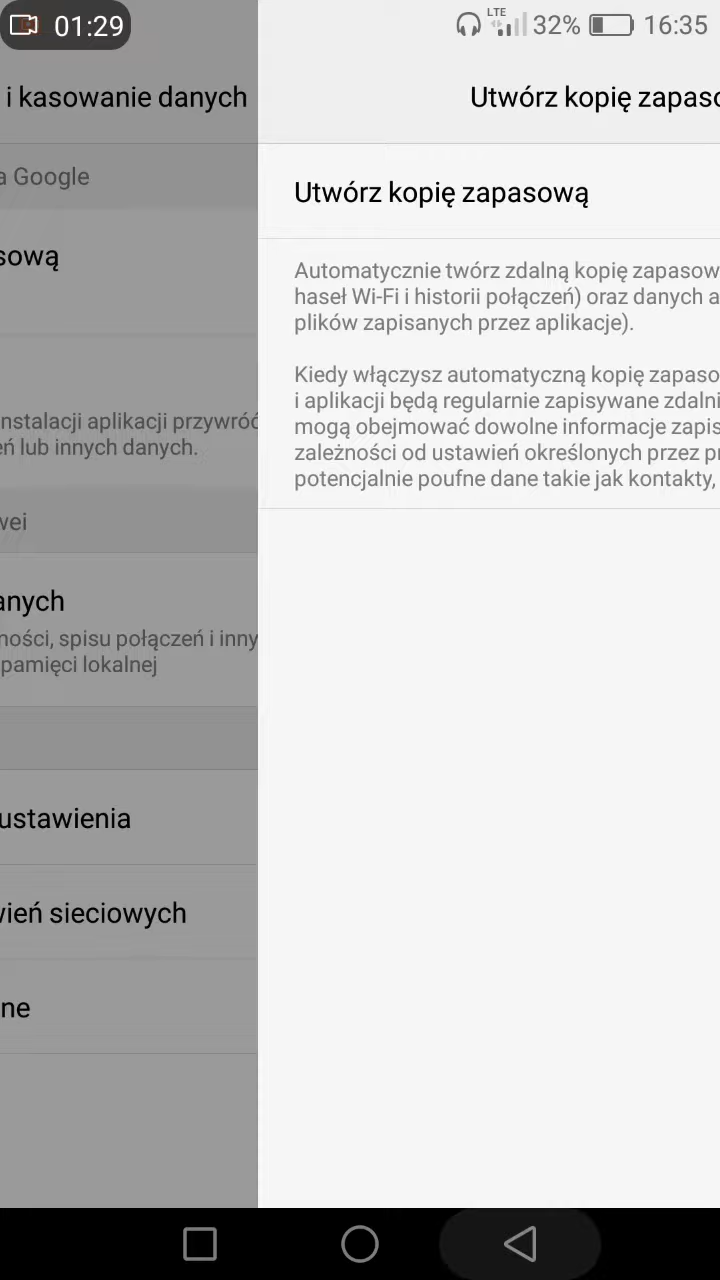 01:29
LTE
32%
16:35
i kasowanie danych
a Google
sową
nstalacji aplikacji przywróć
eń lub innych danych.
wei
anych
ności, spisu połączeń i inny
pamięci lokalnej
ustawienia
wień sieciowych
ne
Utwórz kopię zapaso
Utwórz kopię zapasową
Automatycznie twórz zdalną kopię zapasow
haseł Wi-Fi i historii połączeń) oraz danych a
plików zapisanych przez aplikacje).
Kiedy włączysz automatyczną kopię zapaso
i aplikacji będą regularnie zapisywane zdalni
mogą obejmować dowolne informacje zapis
zależności od ustawień określonych przez pr
potencjalnie poufne dane takie jak kontakty,